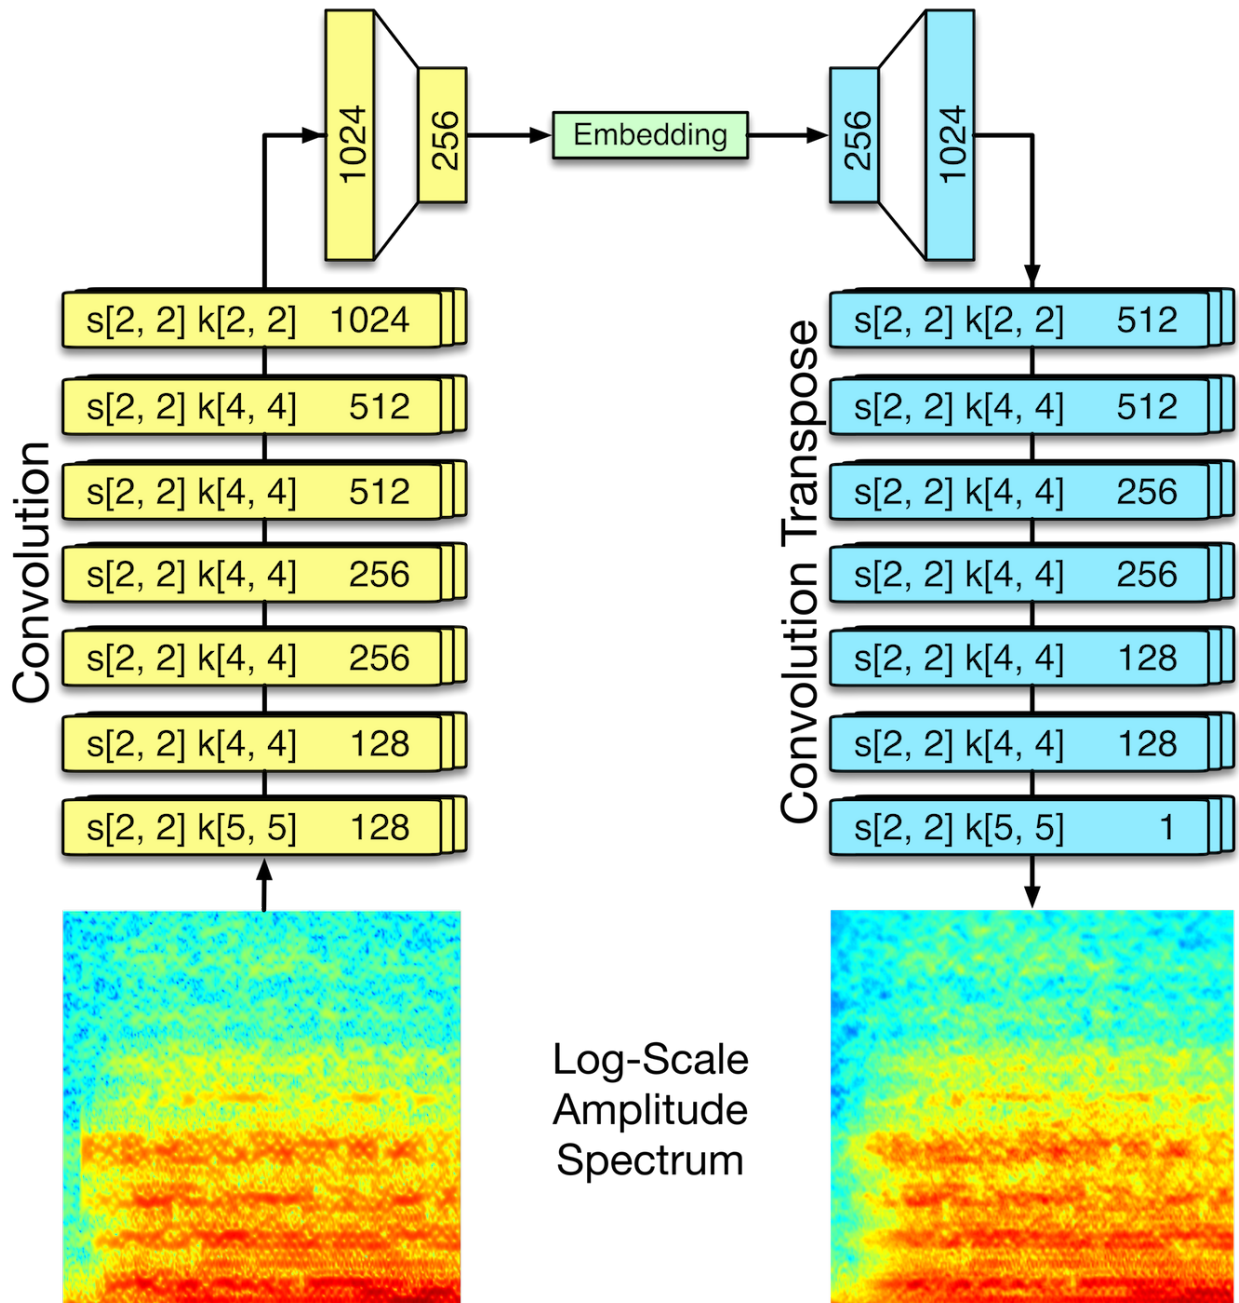 1024
256
Embedding
256
1024
Convolution
s[2, 2] k[2, 2] 1024
s[2, 2] k[4, 4] 512
s[2, 2] k[4, 4] 512
s[2, 2] k[4, 4] 256
s[2, 2] k[4, 4] 256
s[2, 2] k[4, 4] 128
s[2, 2] k[5, 5] 128
Convolution Transpose
s[2, 2] k[2, 2] 512
s[2, 2] k[4, 4] 512
s[2, 2] k[4, 4] 256
s[2, 2] k[4, 4] 256
s[2, 2] k[4, 4] 128
s[2, 2] k[4, 4] 128
s[2, 2] k[5, 5] 1
Log-Scale
Amplitude
Spectrum